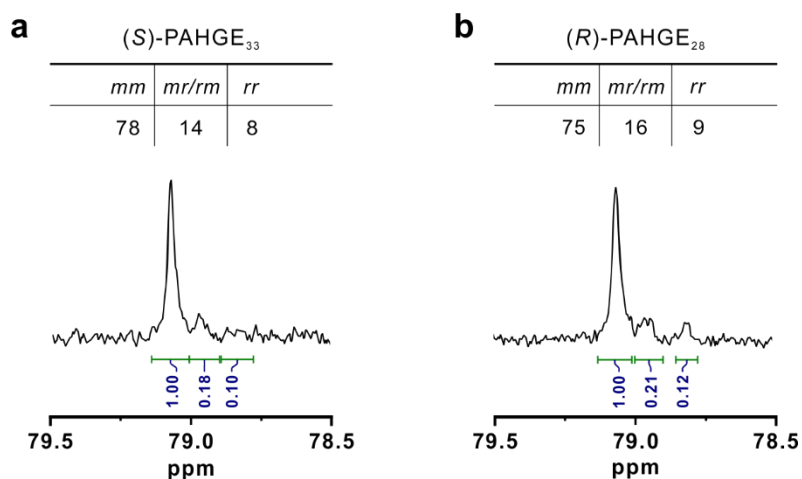 a
(S)-PAHGE33
mm mr/rm rr
78 14 8
1.00 0.18 0.10
79.5 79.0 78.5
ppm
b
(R)-PAHGE28
mm mr/rm rr
75 16 9
1.00 0.21 0.12
79.5 79.0 78.5
ppm